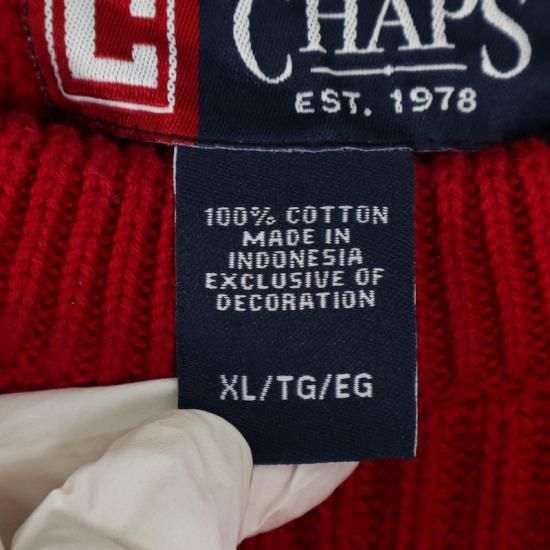 C
CHAPS
EST. 1978
100% COTTON
MADE IN
INDONESIA
EXCLUSIVE OF
DECORATION
XL/TG/EG